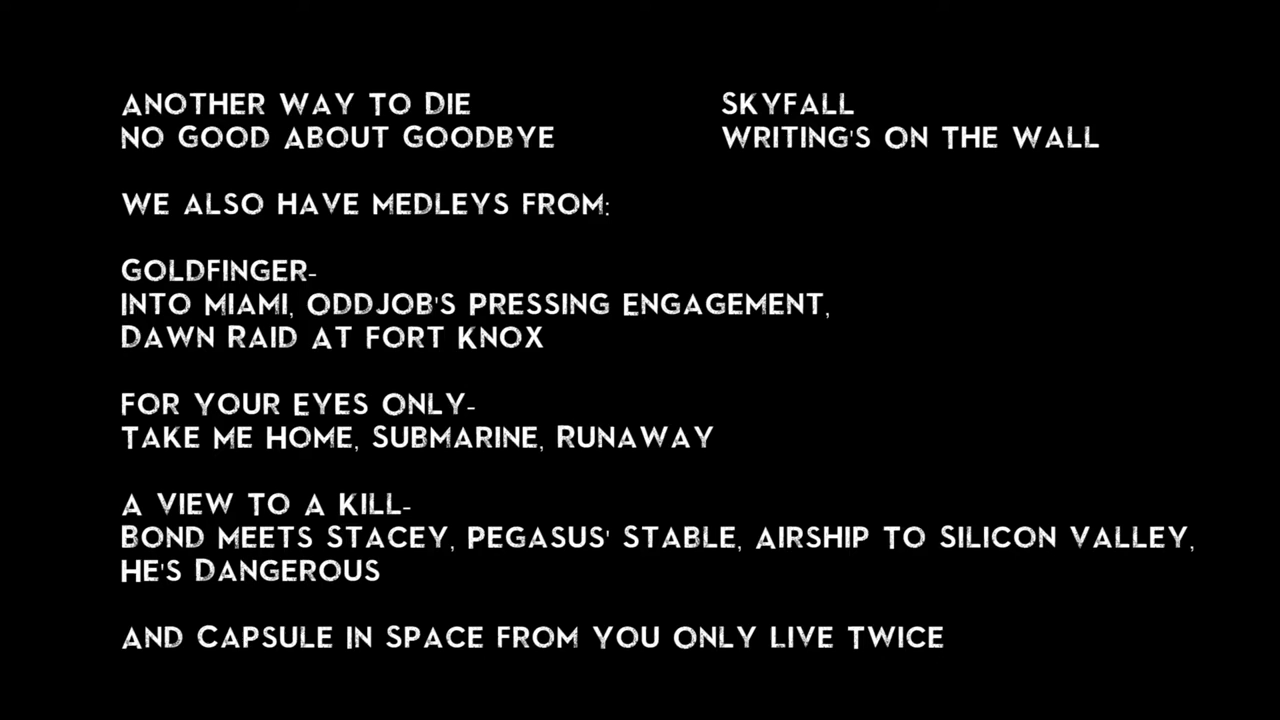 ANOTHER WAY TO DIE
NO GOOD ABOUT GOODBYE
SKYFALL
WRITING'S ON THE WALL
WE ALSO HAVE MEDLEYS FROM:
GOLDFINGER-
INTO MIAMI, ODDJOB'S PRESSING ENGAGEMENT,
DAWN RAID AT FORT KNOX
FOR YOUR EYES ONLY-
TAKE ME HOME, SUBMARINE, RUNAWAY
A VIEW TO A KILL-
BOND MEETS STACEY, PEGASUS' STABLE, AIRSHIP TO SILICON VALLEY,
HE'S DANGEROUS
AND CAPSULE IN SPACE FROM YOU ONLY LIVE TWICE